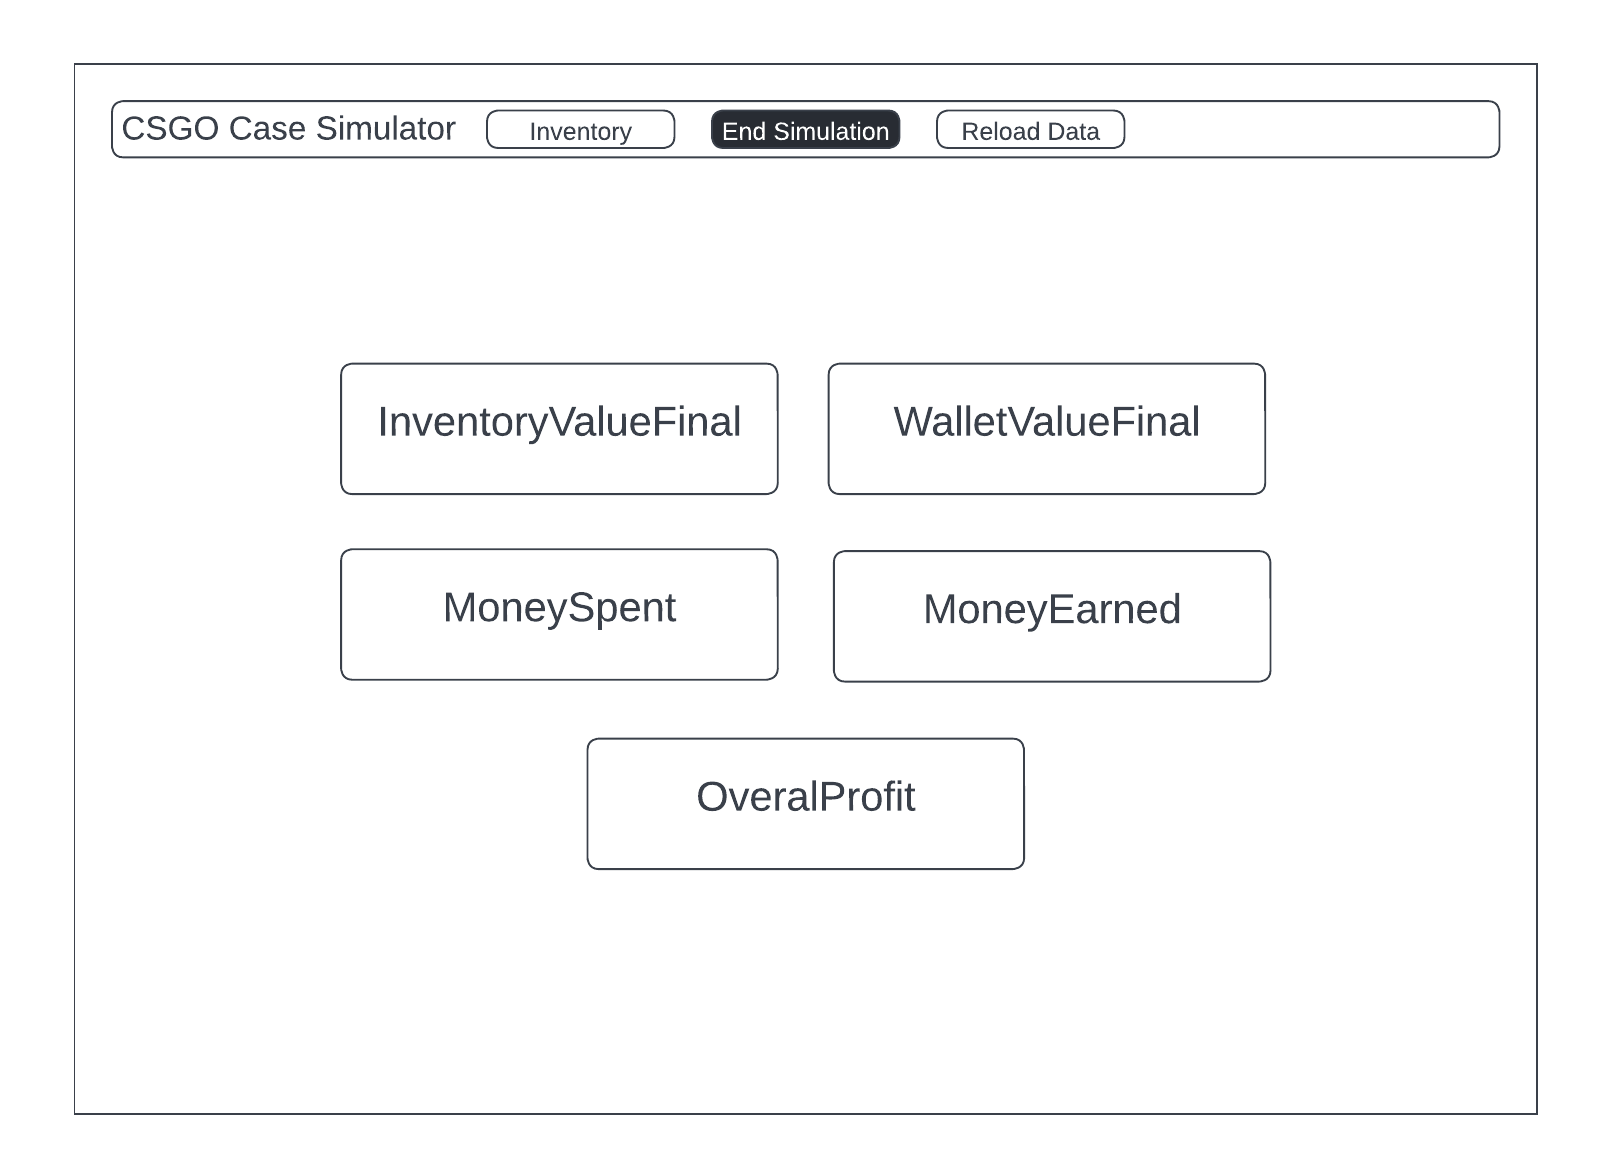 CSGO Case Simulator Inventory End Simulation Reload Data
InventoryValueFinal WalletValueFinal
MoneySpent MoneyEarned
OveralProfit